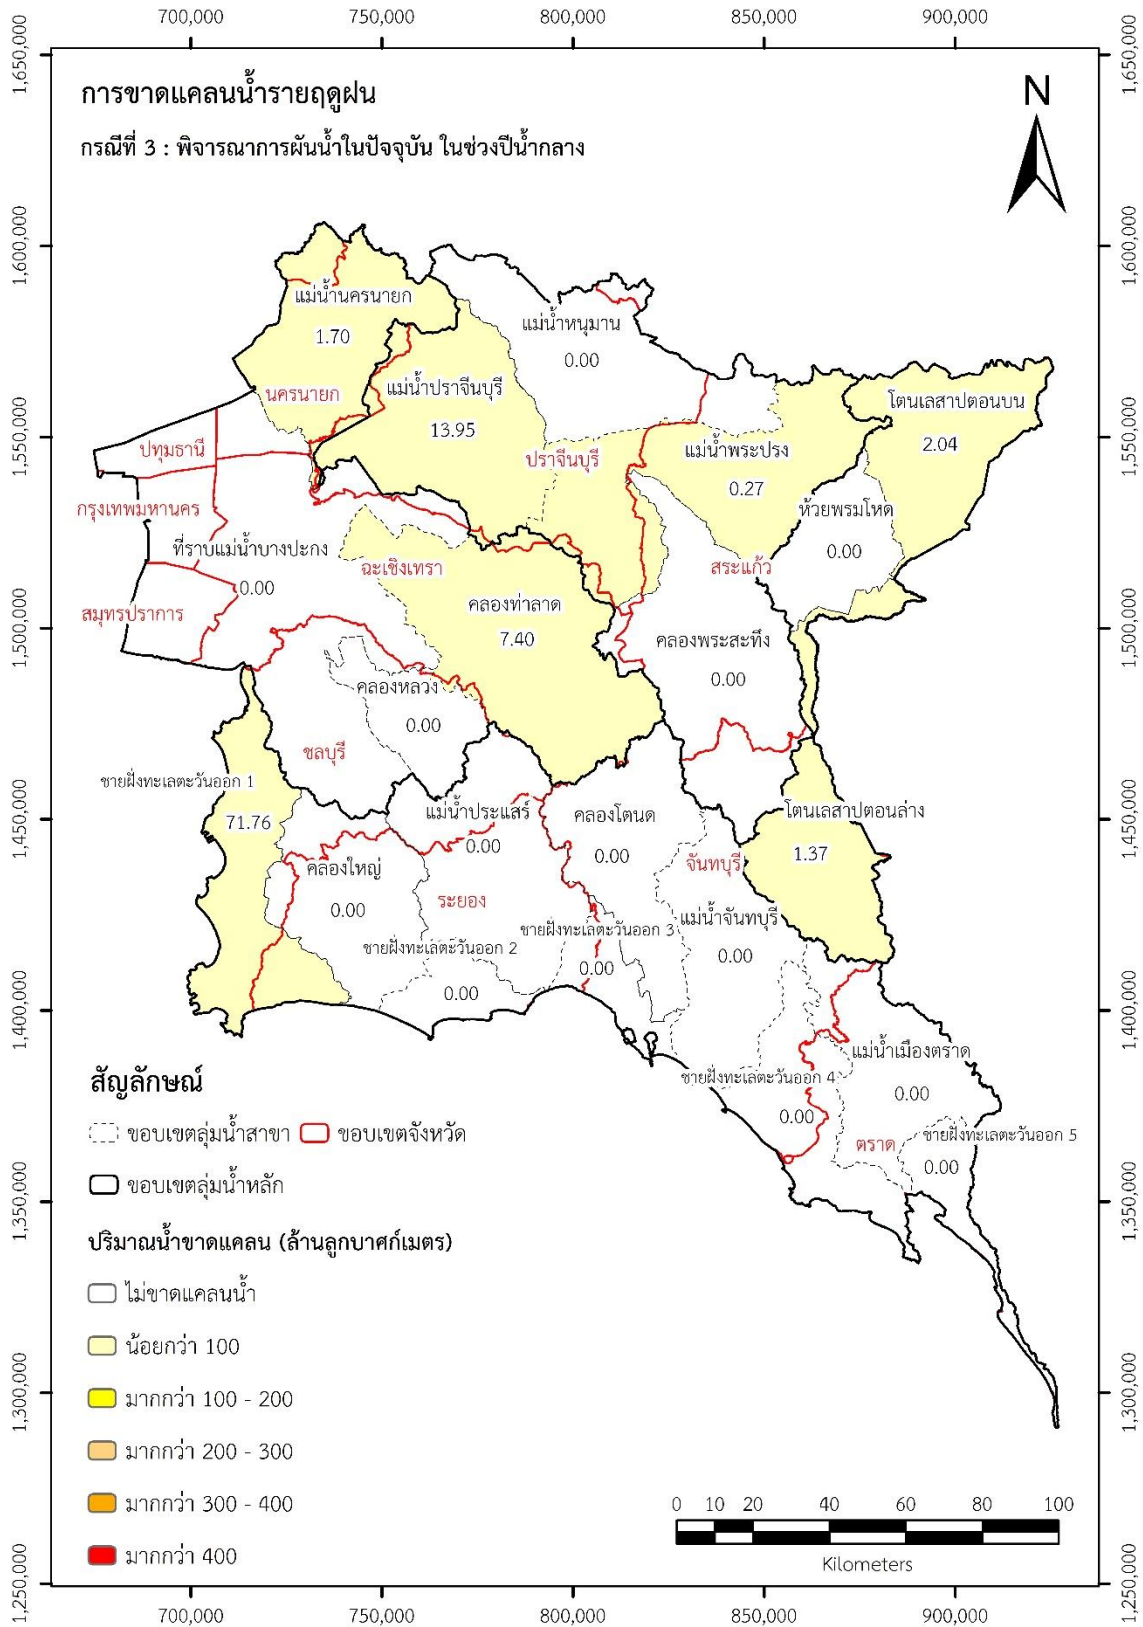 700,000 750,000 800,000 850,000 900,000
1,650,000 1,650,000
การขาดแคลนน้ำรายฤดูฝน
N
กรณีที่ 3 : พิจารณาการผันน้ำในปัจจุบัน ในช่วงปีน้ำกลาง
1,600,000 1,600,000
แม่น้ำนครนายก
1.70
แม่น้ำหนุมาน
0.00
นครนายก
แม่น้ำปราจีนบุรี
13.95
โตนเลสาปตอนบน
2.04
1,550,000 1,550,000
ปทุมธานี
ปราจีนบุรี
แม่น้ำพระปรง
0.27
กรุงเทพมหานคร
ห้วยพรมโหด
0.00
ที่ราบแม่น้ำบางปะกง
0.00
ฉะเชิงเทรา
สระแก้ว
สมุทรปราการ
คลองท่าลาด
7.40
1,500,000 1,500,000
คลองพระสะทึง
0.00
คลองหลวง
0.00
ชลบุรี
ชายฝั่งทะเลตะวันออก 1
71.76
แม่น้ำประแสร์
0.00
คลองโตนด
0.00
โตนเลสาปตอนล่าง
1.37
1,450,000 1,450,000
คลองใหญ่
0.00
จันทบุรี
ระยอง
แม่น้ำจันทบุรี
0.00
ชายฝั่งทะเลตะวันออก 3
0.00
ชายฝั่งทะเลตะวันออก 2
0.00
1,400,000 1,400,000
แม่น้ำเมืองตราด
0.00
ชายฝั่งทะเลตะวันออก 4
0.00
ชายฝั่งทะเลตะวันออก 5
0.00
ตราด
สัญลักษณ์
ขอบเขตลุ่มน้ำสาขา ขอบเขตจังหวัด
ขอบเขตลุ่มน้ำหลัก
1,350,000 1,350,000
ปริมาณน้ำขาดแคลน (ล้านลูกบาศก์เมตร)
ไม่ขาดแคลนน้ำ
น้อยกว่า 100
มากกว่า 100 - 200
1,300,000 1,300,000
มากกว่า 200 - 300
มากกว่า 300 - 400
มากกว่า 400
0 10 20 40 60 80 100
Kilometers
1,250,000 1,250,000
700,000 750,000 800,000 850,000 900,000